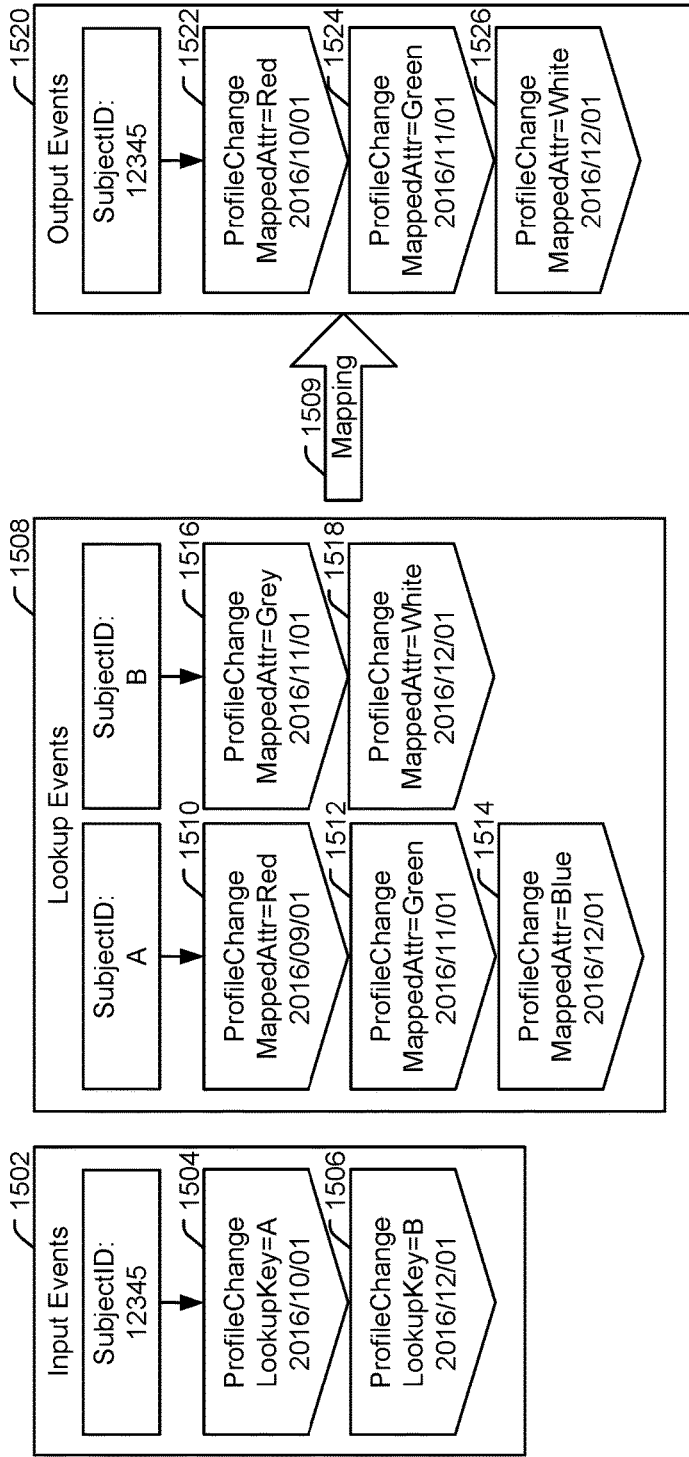 1502
Input Events
SubjectID:
12345
1504
ProfileChange
LookupKey=A
2016/10/01
1506
ProfileChange
LookupKey=B
2016/12/01
1508
Lookup Events
SubjectID:
A
1510
ProfileChange
MappedAttr=Red
2016/09/01
1512
ProfileChange
MappedAttr=Green
2016/11/01
1514
ProfileChange
MappedAttr=Blue
2016/12/01
SubjectID:
B
1516
ProfileChange
MappedAttr=Grey
2016/11/01
1518
ProfileChange
MappedAttr=White
2016/12/01
1509
Mapping
1520
Output Events
SubjectID:
12345
1522
ProfileChange
MappedAttr=Red
2016/10/01
1524
ProfileChange
MappedAttr=Green
2016/11/01
1526
ProfileChange
MappedAttr=White
2016/12/01